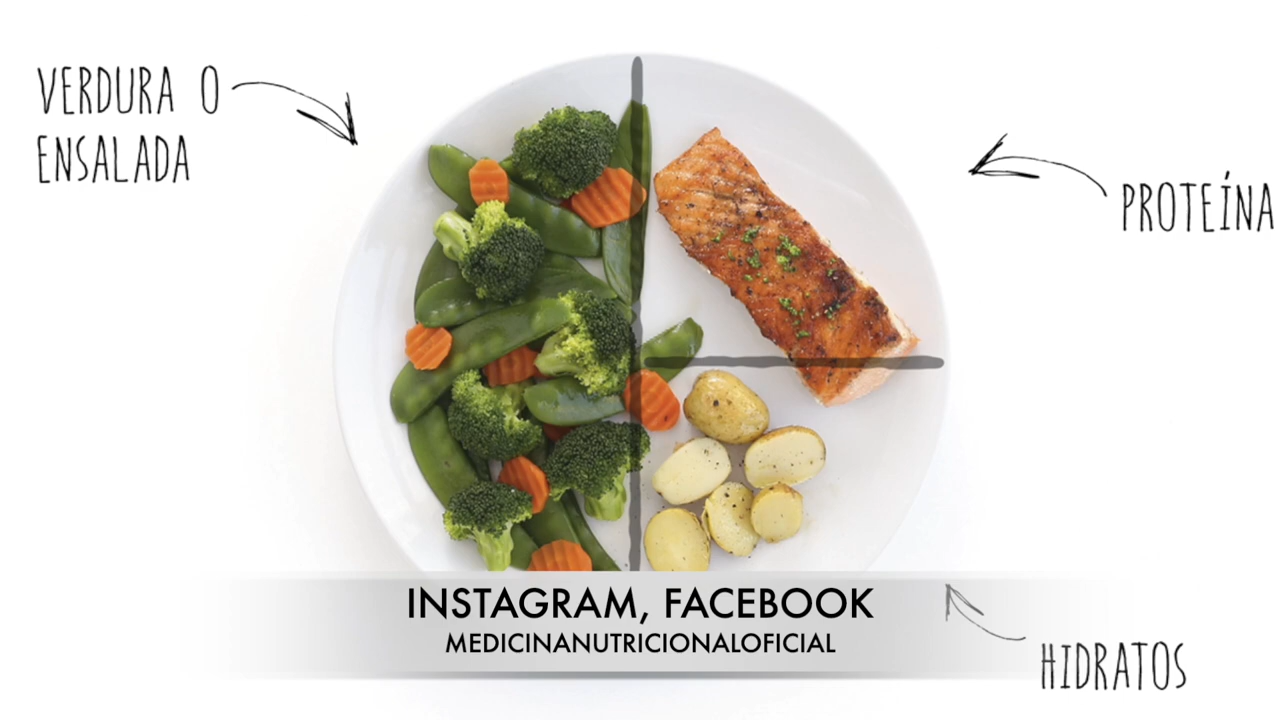 VERDURA O
ENSALADA
PROTEÍNA
INSTAGRAM, FACEBOOK
MEDICINANUTRICIONALOFICIAL
HIDRATOS